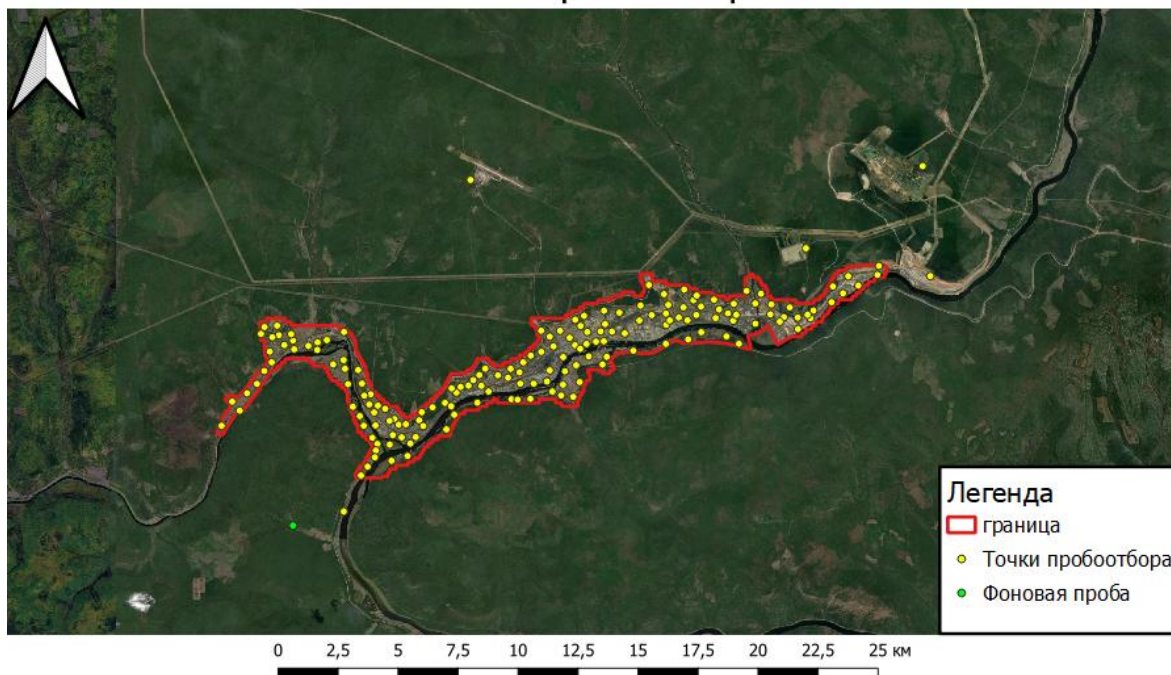 Легенда
граница
Точки пробоотбора
Фоновая проба
0 2,5 5 7,5 10 12,5 15 17,5 20 22,5 25 км